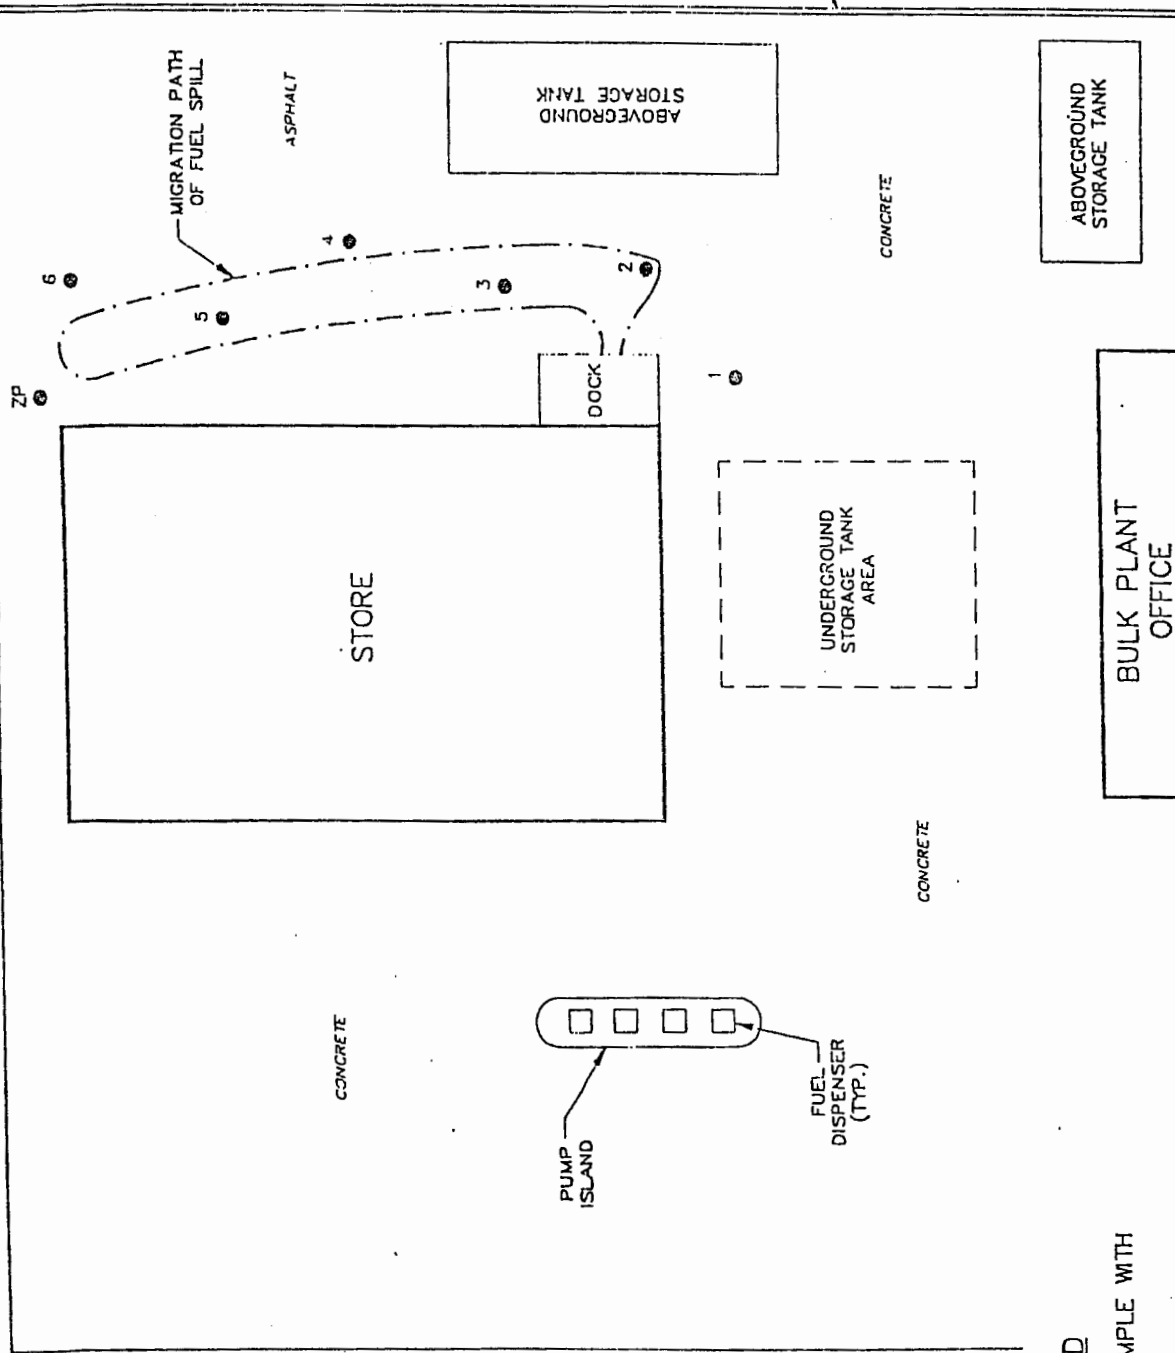 ZP
6
MIGRATION PATH
OF FUEL SPILL
ASPHALT
5
4
3
2
1
ABOVEGROUND
STORAGE TANK
CONCRETE
ABOVEGROUND
STORAGE TANK
DOCK
STORE
UNDERGROUND
STORAGE TANK
AREA
BULK PLANT
OFFICE
CONCRETE
CONCRETE
PUMP
ISLAND
FUEL
DISPENSER
(TYP.)
D
MPLE WITH